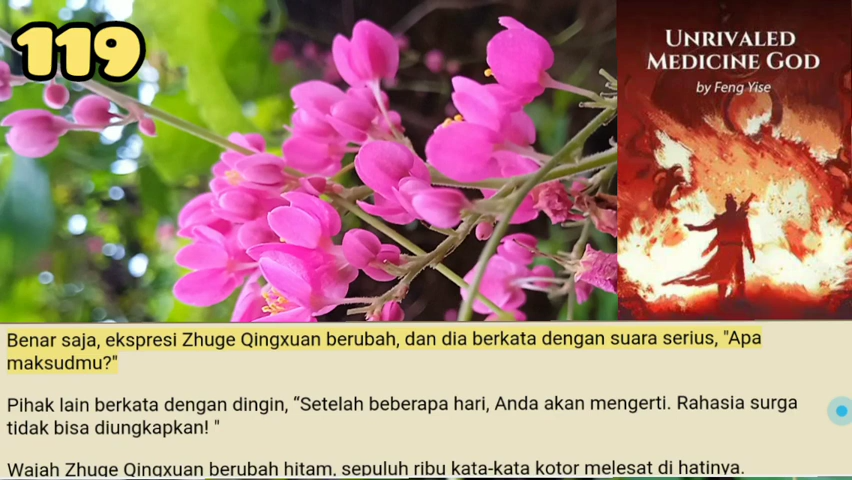 119
UNRIVALED
MEDICINE GOD
by Feng Yise
Benar saja, ekspresi Zhuge Qingxuan berubah, dan dia berkata dengan suara serius, "Apa
maksudmu?"
Pihak lain berkata dengan dingin, “Setelah beberapa hari, Anda akan mengerti. Rahasia surga
tidak bisa diungkapkan! "
Wajah Zhuge Qingxuan berubah hitam, sepuluh ribu kata-kata kotor melesat di hatinya.